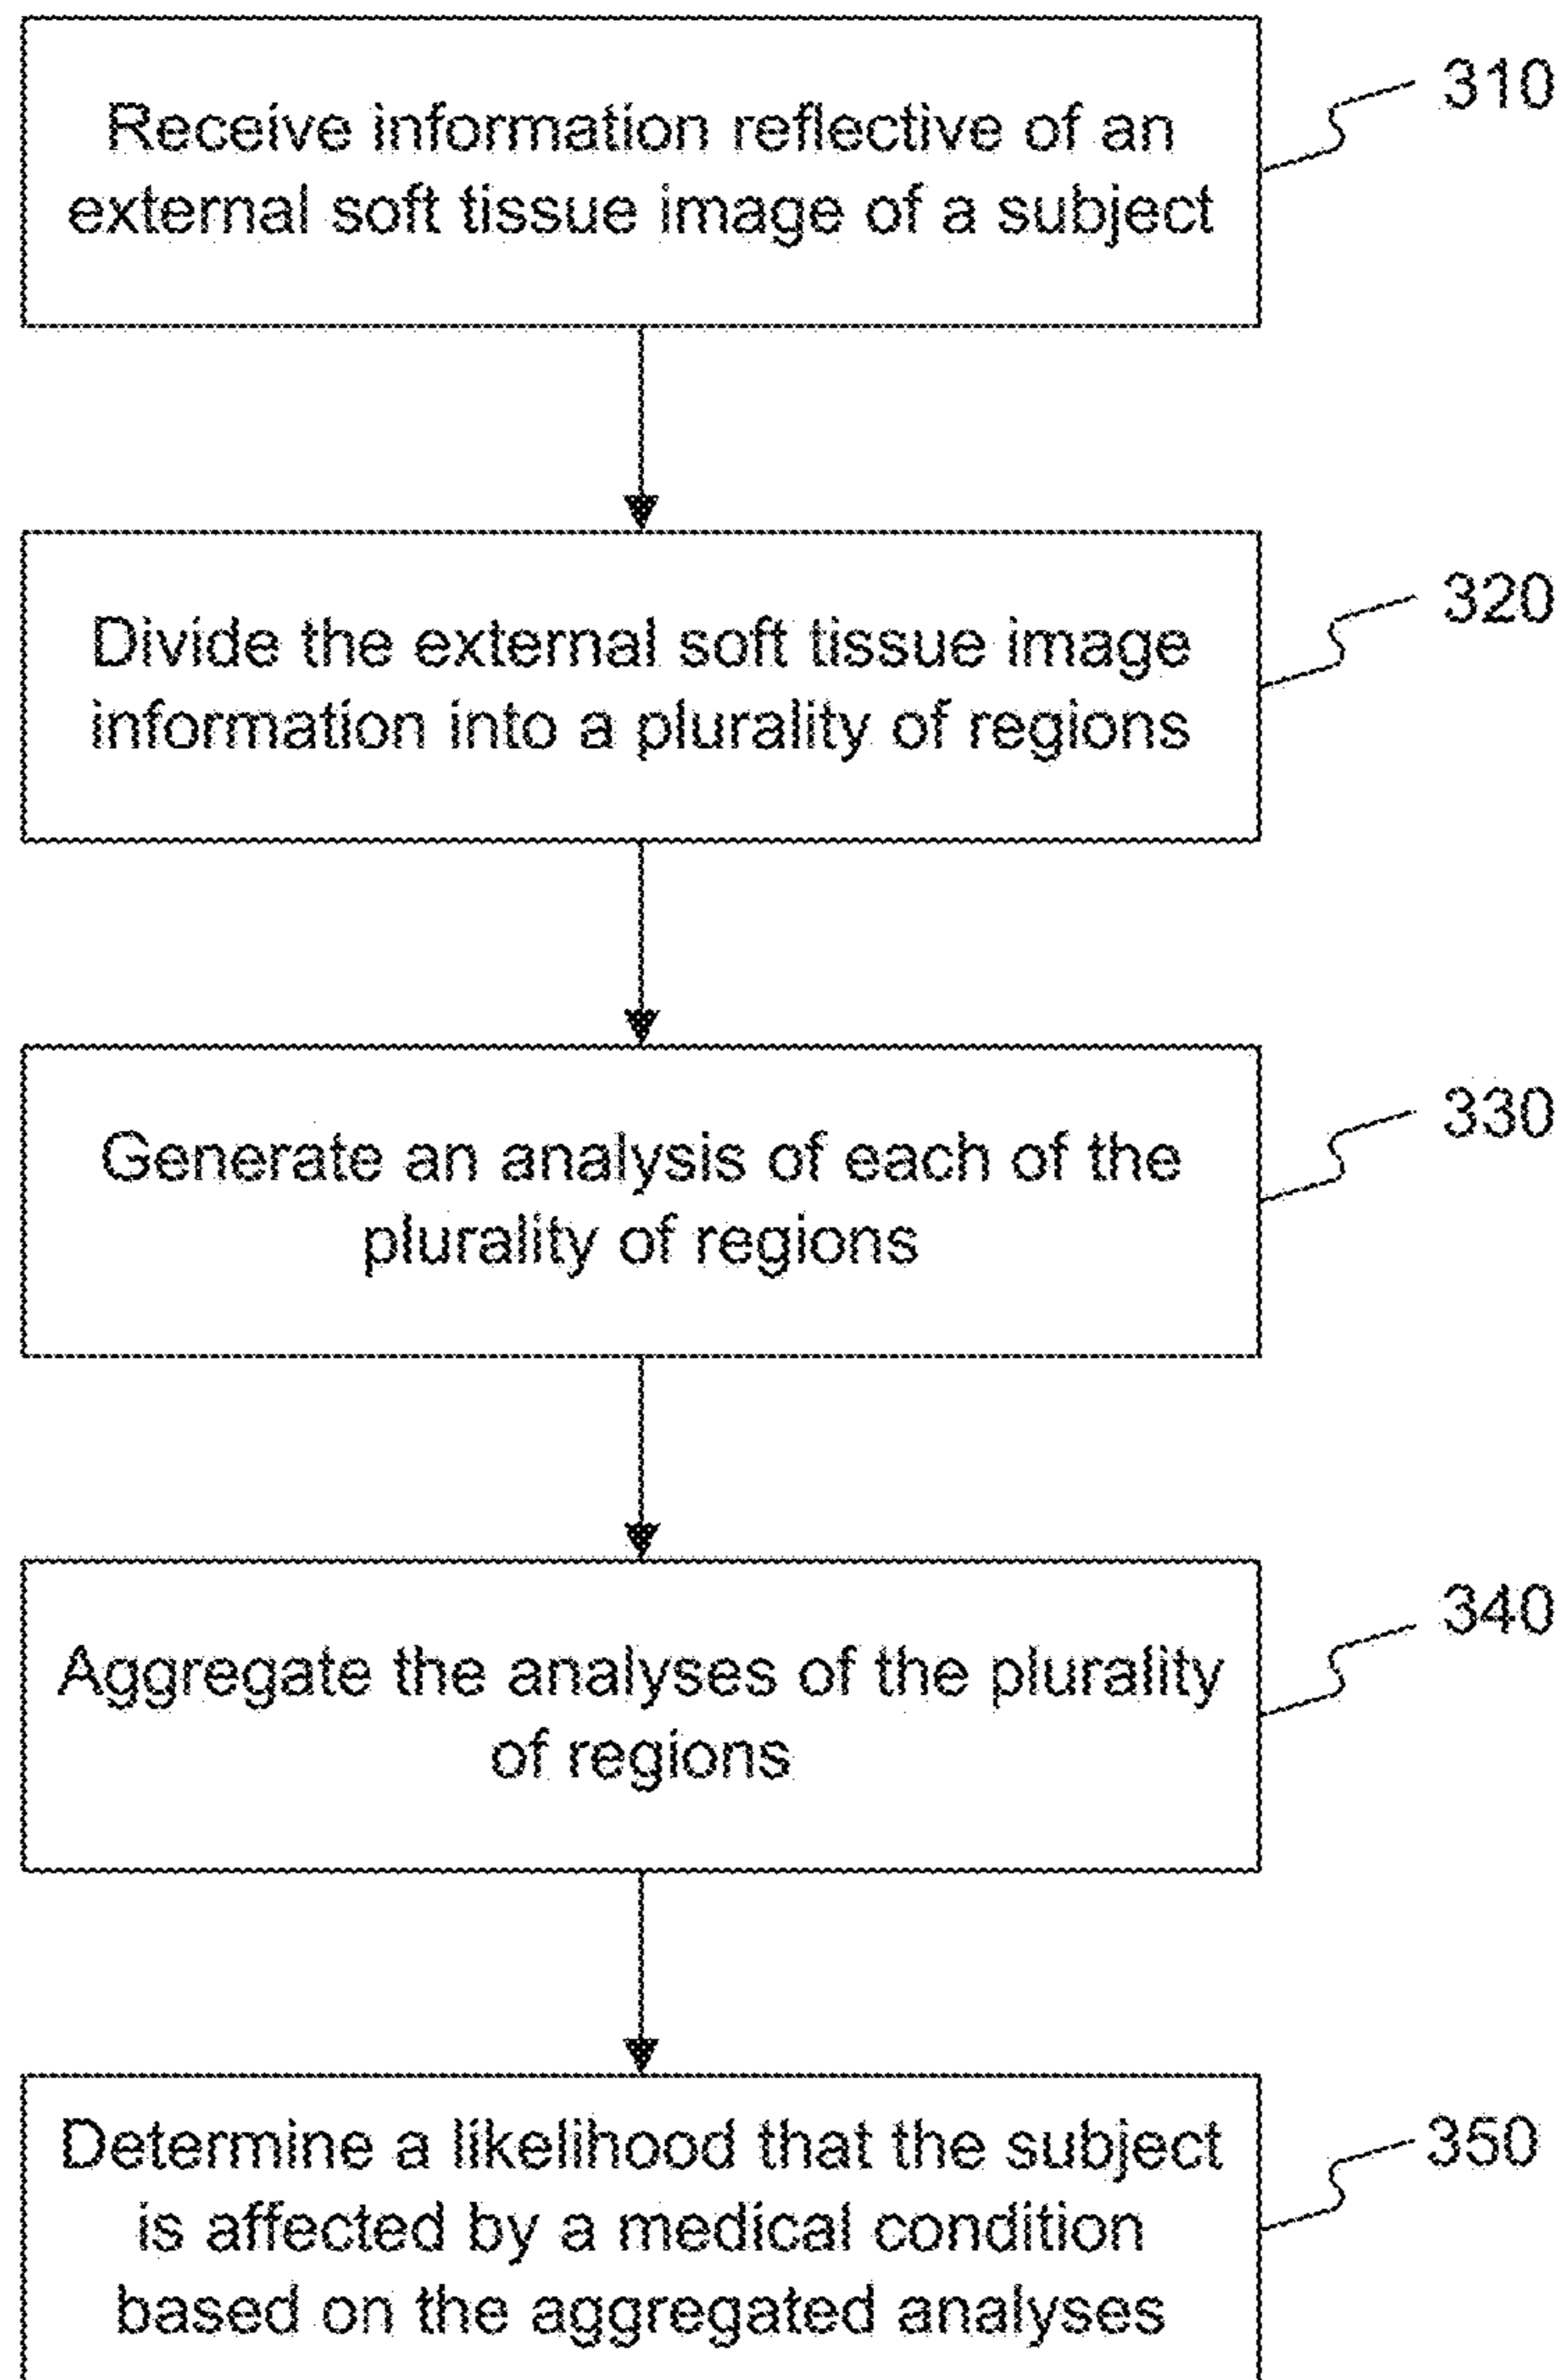 Receive information reflective of an
external soft tissue image of a subject
310
Divide the external soft tissue image
information into a plurality of regions
320
Generate an analysis of each of the
plurality of regions
330
Aggregate the analyses of the plurality
of regions
340
Determine a likelihood that the subject
is affected by a medical condition
based on the aggregated analyses
350